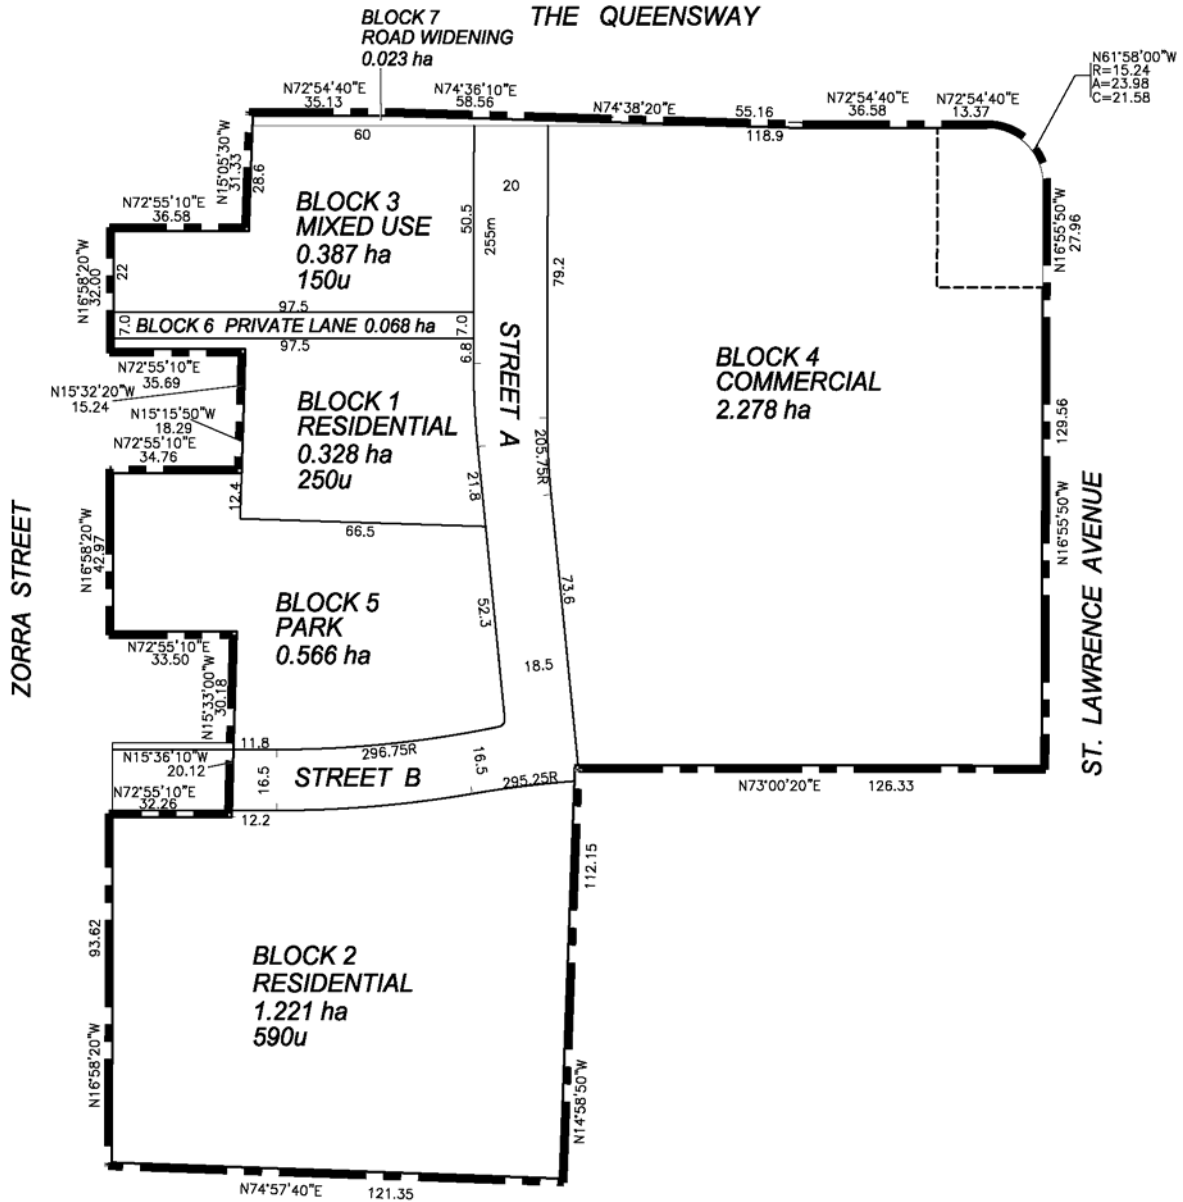 BLOCK 7
ROAD WIDENING
0.023 ha
THE QUEENSWAY
N61°58'00"W
R=15.24
A=23.98
C=21.58
N72°54'40"E
35.13
N74°36'10"E
58.56
N74°38'20"E
55.16
N72°54'40"E
36.58
N72°54'40"E
13.37
60
118.9
N15°05'30"W
31.33
28.6
N72°55'10"E
36.58
BLOCK 3
MIXED USE
0.387 ha
150u
50.5
20
255m
79.2
N16°55'50"W
27.96
N16°58'20"W
32.00
22
97.5
7.0
BLOCK 6 PRIVATE LANE 0.068 ha
7.0
97.5
6.8
N72°55'10"E
35.69
N15°32'20"W
15.24
N15°15'50"W
18.29
N72°55'10"E
34.76
BLOCK 1
RESIDENTIAL
0.328 ha
250u
STREET A
205.75R
BLOCK 4
COMMERCIAL
2.278 ha
129.56
N16°55'50"W
ST. LAWRENCE AVENUE
12.4
21.8
66.5
ZORRA STREET
N16°58'20"W
42.97
BLOCK 5
PARK
0.566 ha
52.3
73.6
18.5
N72°55'10"E
33.50
N15°33'00"W
30.18
11.8
296.75R
N15°36'10"W
20.12
16.5
STREET B
16.5
295.25R
N72°55'10"E
32.26
12.2
N73°00'20"E
126.33
112.15
93.62
N16°58'20"W
BLOCK 2
RESIDENTIAL
1.221 ha
590u
N14°58'50"W
N74°57'40"E
121.35